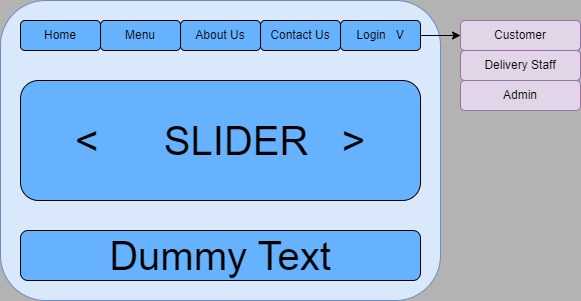 Home
Menu
About Us
Contact Us
Login V
Customer
Delivery Staff
Admin
< SLIDER >
Dummy Text